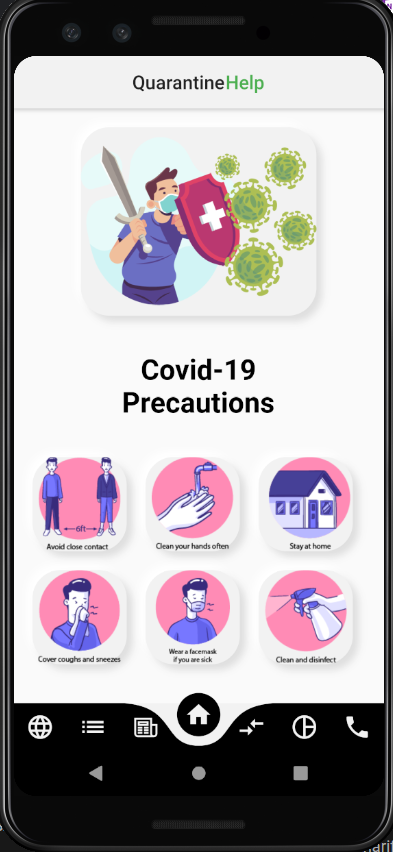 QuarantineHelp
Covid-19
Precautions
6ft
Avoid close contact
Clean your hands often
Stay at home
Cover coughs and sneezes
Wear a facemask
if you are sick
Clean and disinfect